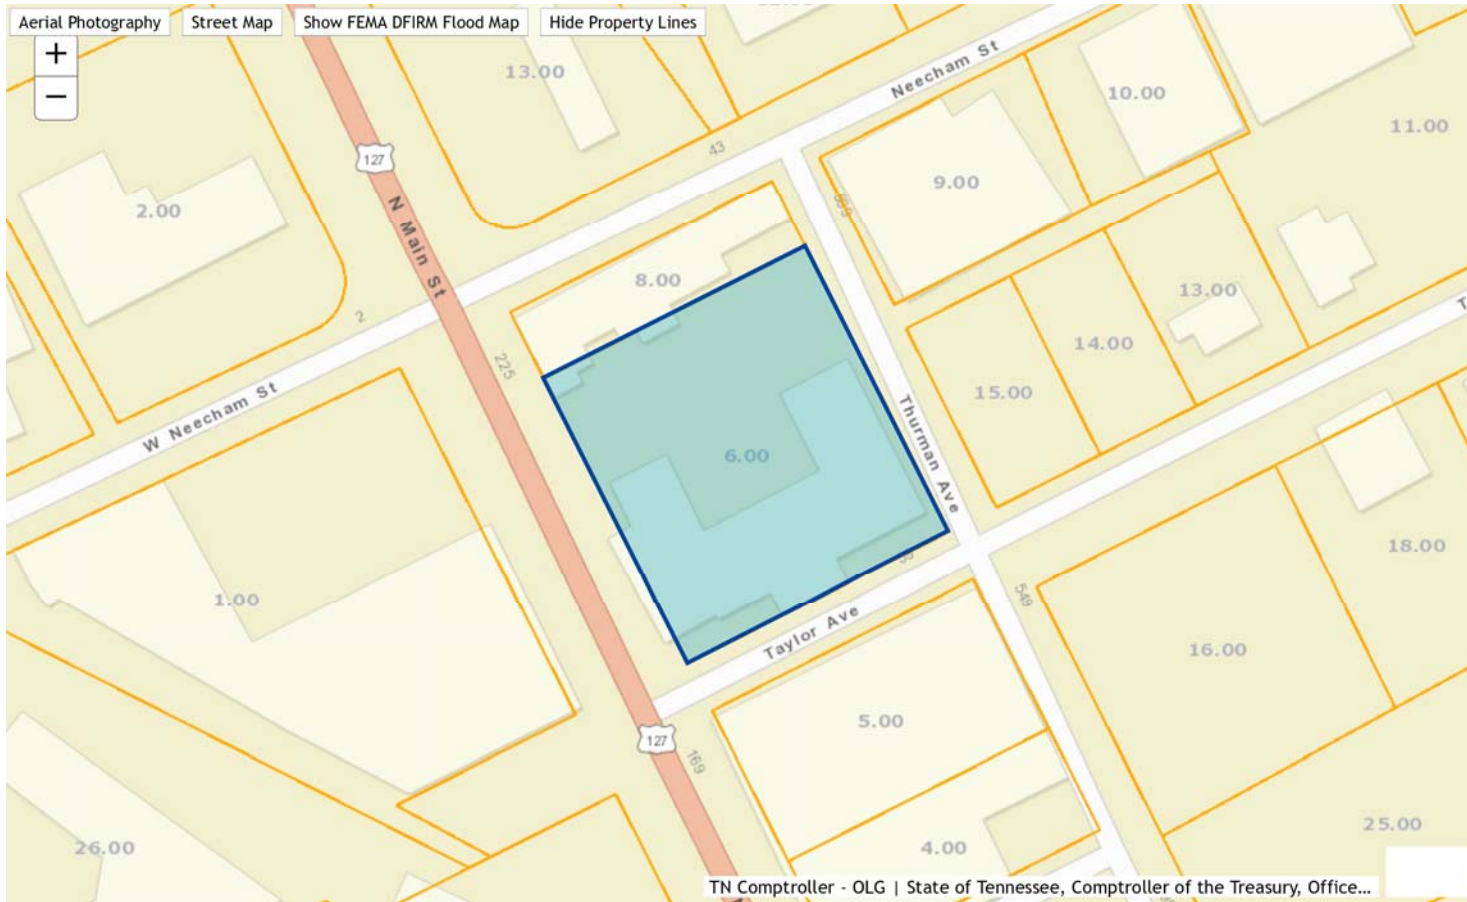 Aerial Photography
Street Map
Show FEMA DFIRM Flood Map
Hide Property Lines
+
−
13.00
Neecham St
10.00
11.00
43
127
9.00
2.00
N Main St
8.00
13.00
2
14.00
225
15.00
W Neecham St
Thurman Ave
6.00
18.00
1.00
549
Taylor Ave
16.00
5.00
127
169
25.00
26.00
4.00
TN Comptroller - OLG | State of Tennessee, Comptroller of the Treasury, Office...